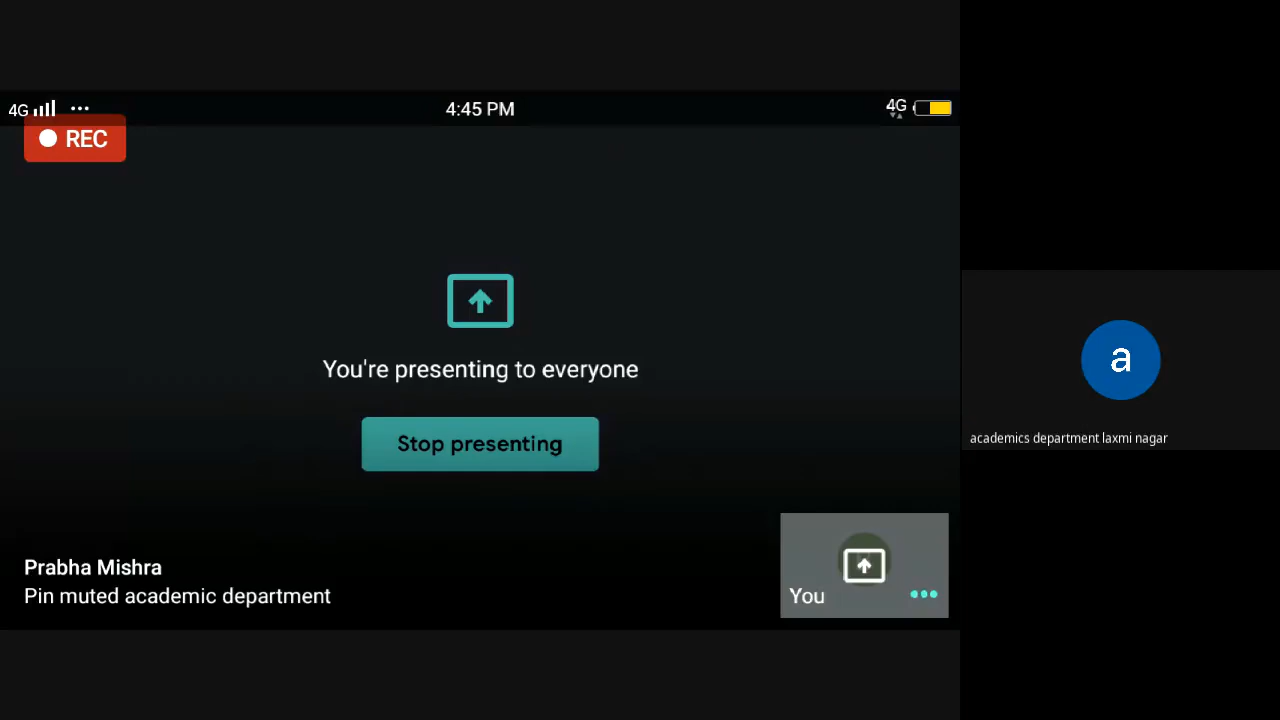 4G
4:45 PM
4G
REC
You're presenting to everyone
Stop presenting
Prabha Mishra
Pin muted academic department
You
a
academics department laxmi nagar